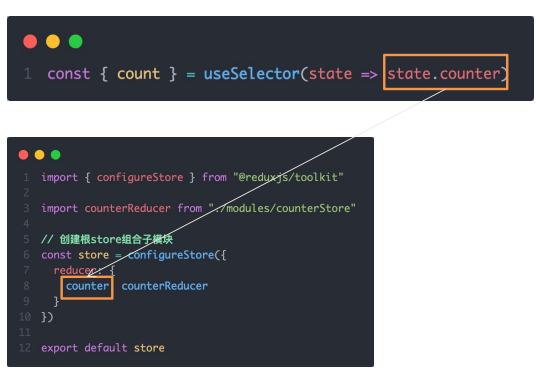 1 const { count } = useSelector(state => state.counter)
1 import { configureStore } from "@reduxjs/toolkit"
2
3 import counterReducer from "./modules/counterStore"
4
5 // 创建根store组合子模块
6 const store = configureStore({
7 reducer: {
8 counter counterReducer
9 }
10 })
11
12 export default store